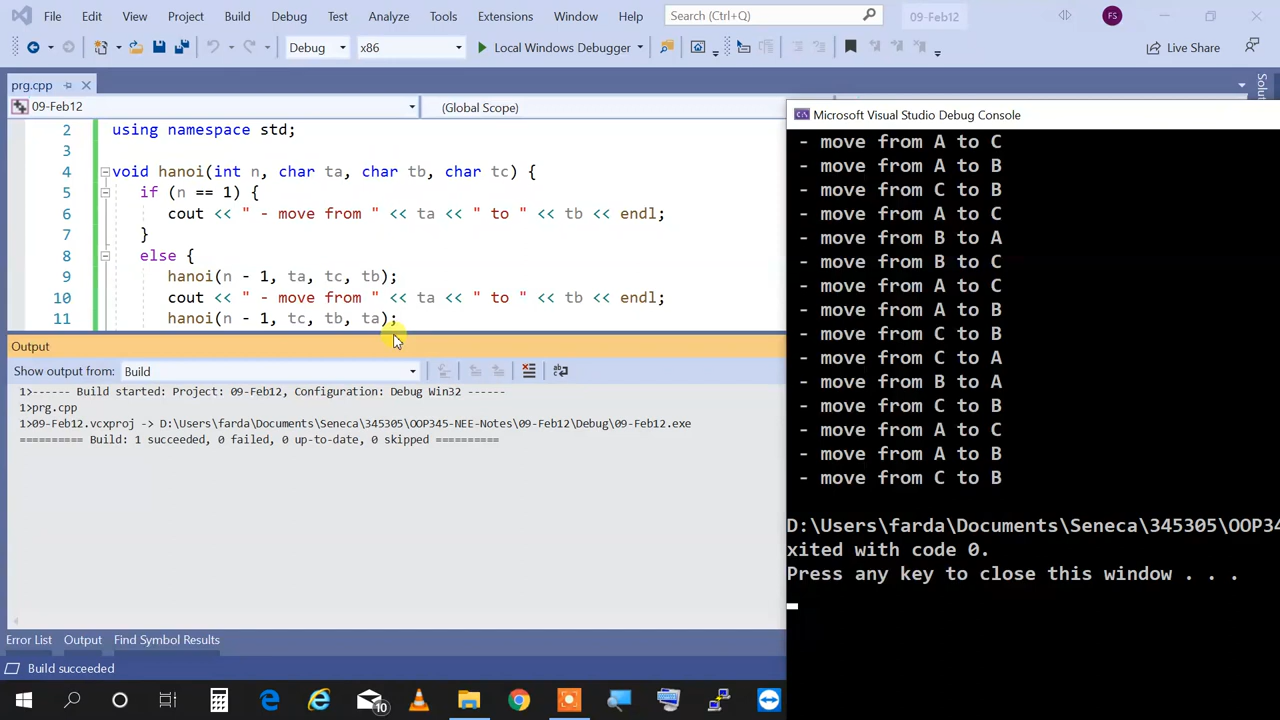 File Edit View Project Build Debug Test Analyze Tools Extensions Window Help Search (Ctrl+Q) 09-Feb12 FS
Debug x86 Local Windows Debugger Live Share
prg.cpp
09-Feb12 (Global Scope)
2 using namespace std;
3
4 void hanoi(int n, char ta, char tb, char tc) {
5 if (n == 1) {
6 cout << " - move from " << ta << " to " << tb << endl;
7 }
8 else {
9 hanoi(n - 1, ta, tc, tb);
10 cout << " - move from " << ta << " to " << tb << endl;
11 hanoi(n - 1, tc, tb, ta);
Output
Show output from: Build
1>------ Build started: Project: 09-Feb12, Configuration: Debug Win32 ------
1>prg.cpp
1>09-Feb12.vcxproj -> D:\Users\farda\Documents\Seneca\345305\OOP345-NEE-Notes\09-Feb12\Debug\09-Feb12.exe
========== Build: 1 succeeded, 0 failed, 0 up-to-date, 0 skipped ==========
Error List Output Find Symbol Results
Build succeeded
Microsoft Visual Studio Debug Console
- move from A to C
- move from A to B
- move from C to B
- move from A to C
- move from B to A
- move from B to C
- move from A to C
- move from A to B
- move from C to B
- move from C to A
- move from B to A
- move from C to B
- move from A to C
- move from A to B
- move from C to B
D:\Users\farda\Documents\Seneca\345305\OOP34
xited with code 0.
Press any key to close this window . . .
10